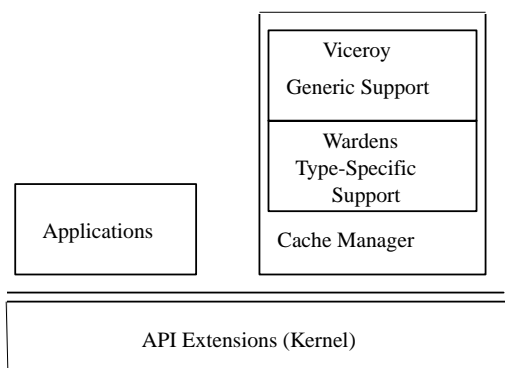 Viceroy
Generic Support
Wardens
Type-Specific
Support
Applications
Cache Manager
API Extensions (Kernel)